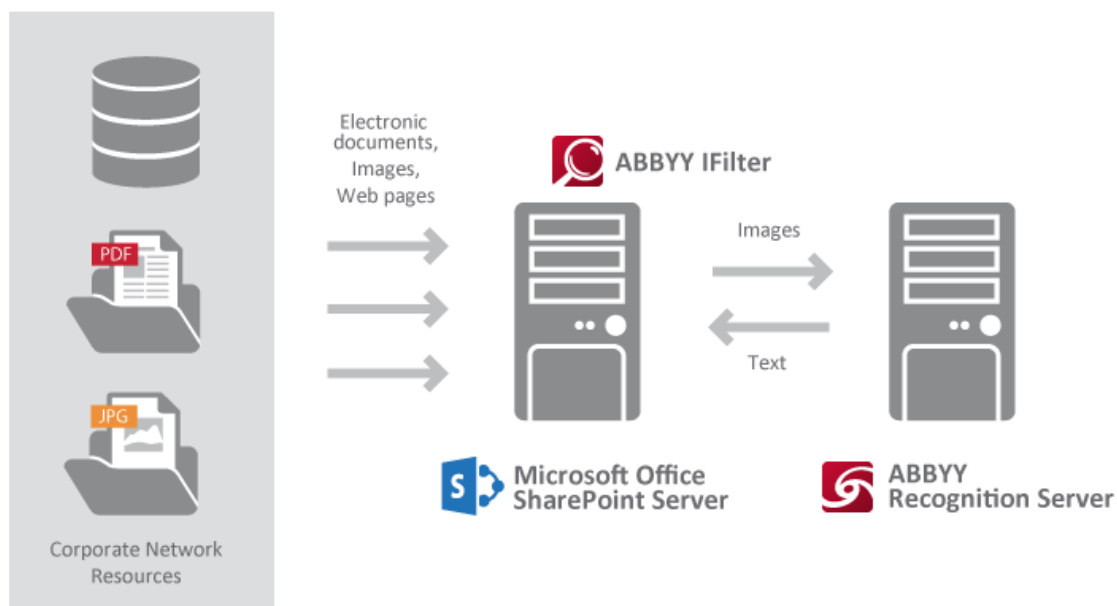 PDF
JPG
Corporate Network
Resources
Electronic
documents,
Images,
Web pages
ABBYY IFilter
Images
Text
S
Microsoft Office
SharePoint Server
ABBYY
Recognition Server